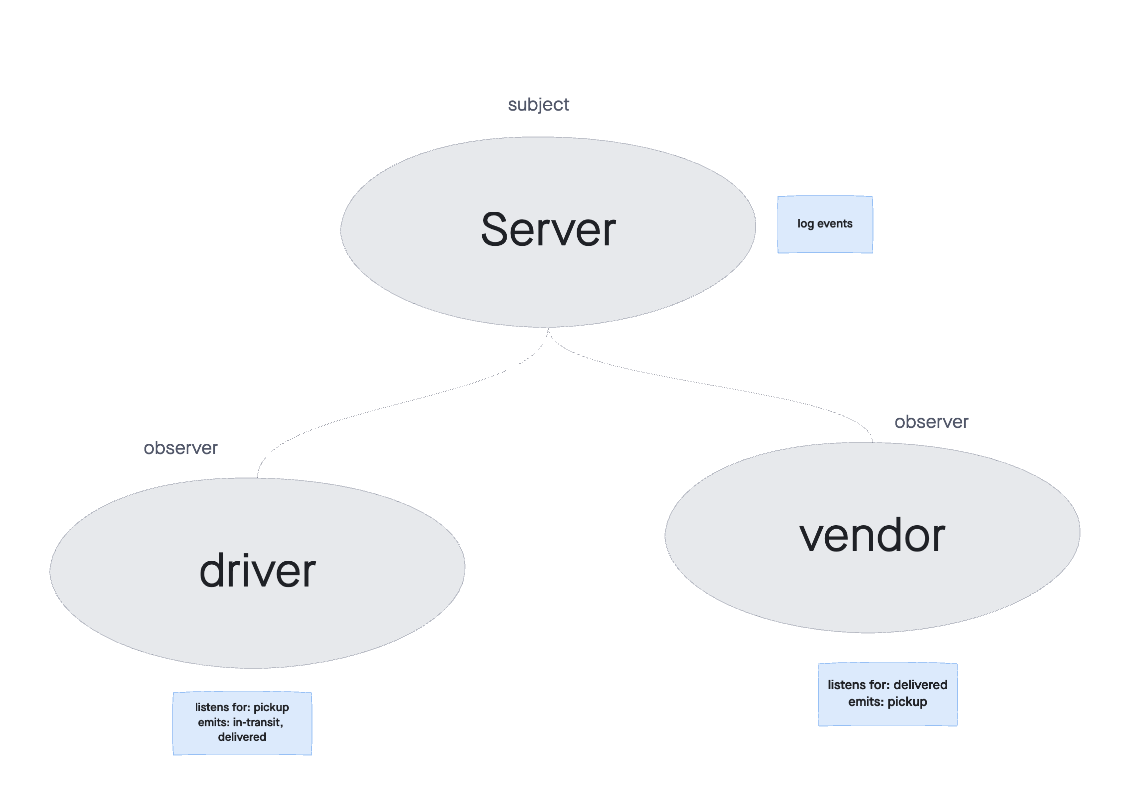 subject
Server
log events
observer
observer
driver
vendor
listens for: pickup
emits: in-transit,
delivered
listens for: delivered
emits: pickup